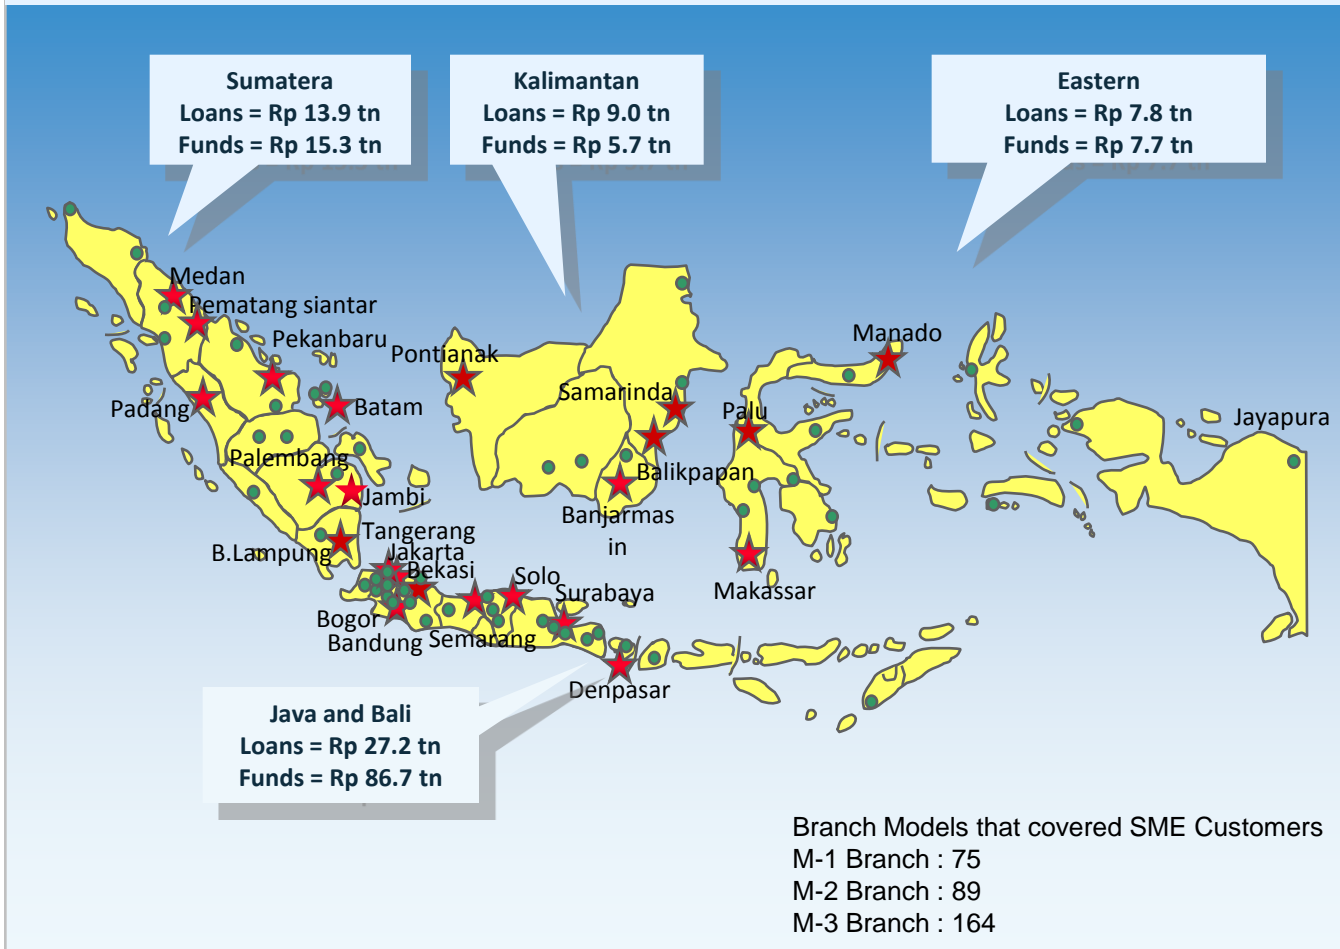 Sumatera
Loans = Rp 13.9 tn
Funds = Rp 15.3 tn
Kalimantan
Loans = Rp 9.0 tn
Funds = Rp 5.7 tn
Eastern
Loans = Rp 7.8 tn
Funds = Rp 7.7 tn
Medan
Pematang siantar
Pekanbaru
Padang
Batam
Palembang
Jambi
B.Lampung
Tangerang
Jakarta
Bekasi
Bogor
Bandung
Semarang
Solo
Surabaya
Denpasar
Pontianak
Samarinda
Balikpapan
Banjarmas
in
Manado
Palu
Makassar
Jayapura
Java and Bali
Loans = Rp 27.2 tn
Funds = Rp 86.7 tn
Branch Models that covered SME Customers
M-1 Branch : 75
M-2 Branch : 89
M-3 Branch : 164